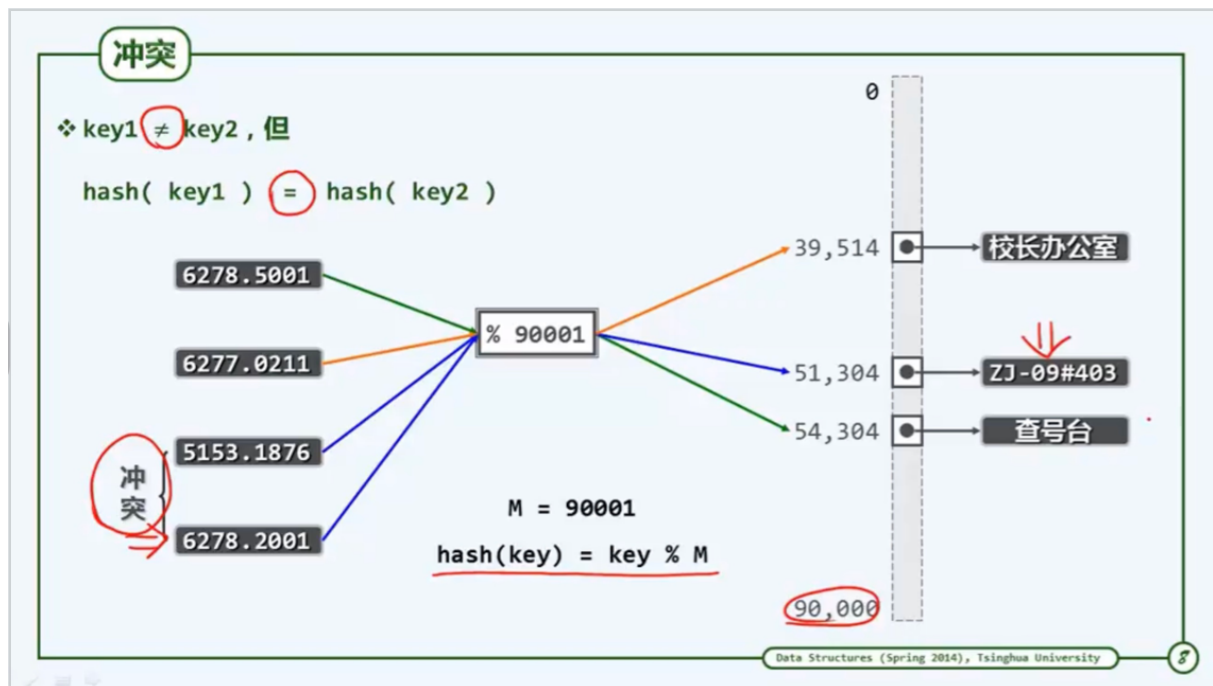 冲突
❖ key1 ≠ key2 , 但
hash( key1 ) = hash( key2 )
0
6278.5001
6277.0211
5153.1876
6278.2001
冲
突
% 90001
39,514
校长办公室
51,304
ZJ-09#403
54,304
查号台
M = 90001
hash(key) = key % M
90,000
Data Structures (Spring 2014), Tsinghua University
8